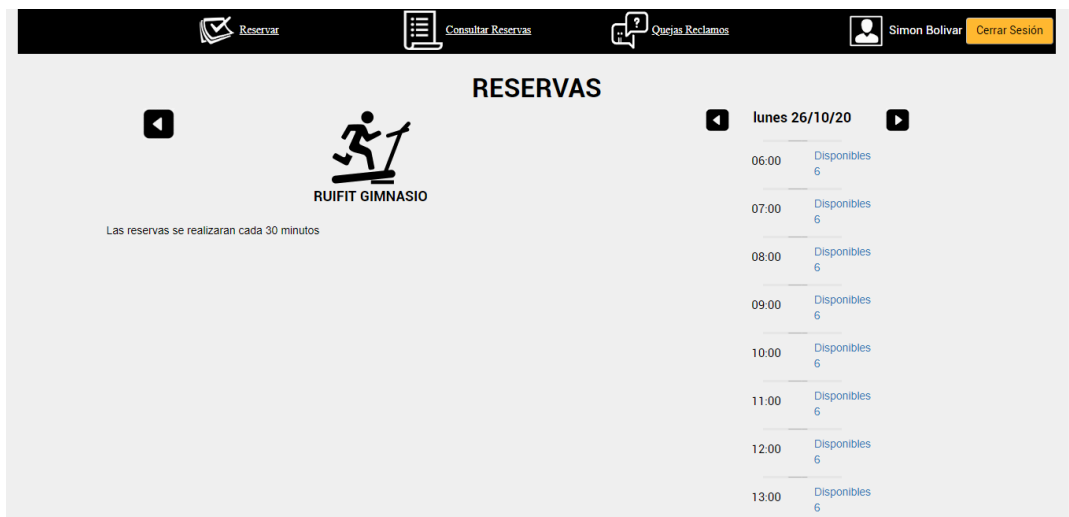 Reservar
Consultar Reservas
?
Quejas Reclamos
Simon Bolivar
Cerrar Sesión
RESERVAS
RUIFIT GIMNASIO
Las reservas se realizaran cada 30 minutos
lunes 26/10/20
06:00 Disponibles
6
07:00 Disponibles
6
08:00 Disponibles
6
09:00 Disponibles
6
10:00 Disponibles
6
11:00 Disponibles
6
12:00 Disponibles
6
13:00 Disponibles
6